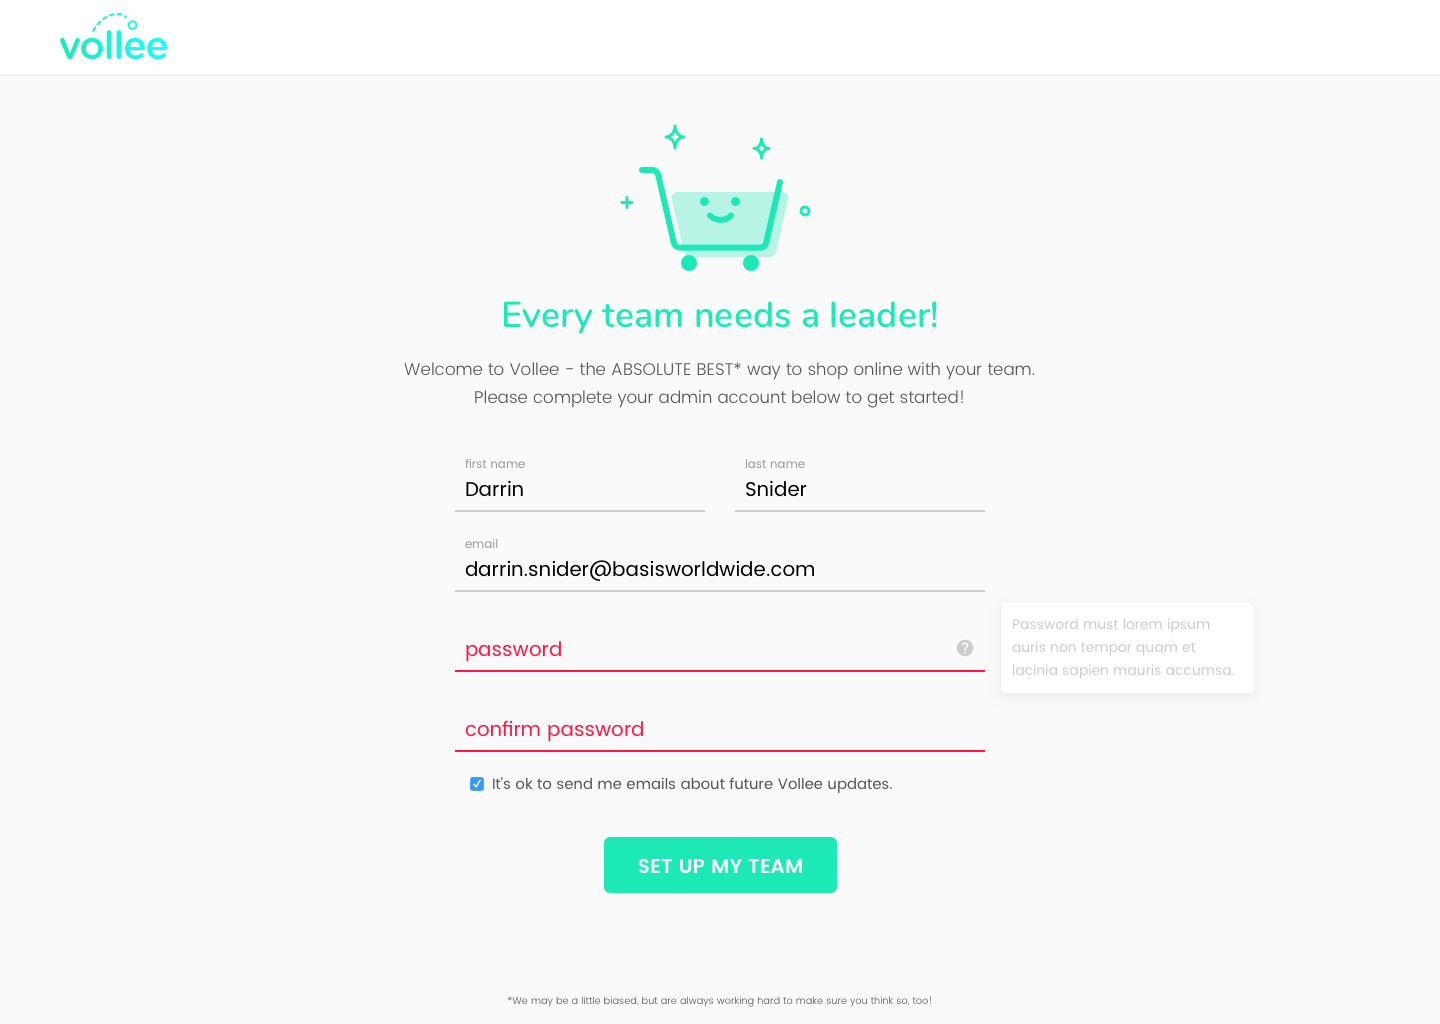 vollee
Every team needs a leader!
Welcome to Vollee - the ABSOLUTE BEST* way to shop online with your team.
Please complete your admin account below to get started!
first name
Darrin
last name
Snider
email
darrin.snider@basisworldwide.com
password
?
Password must lorem ipsum
auris non tempor quam et
lacinia sapien mauris accumsa.
confirm password
It's ok to send me emails about future Vollee updates.
SET UP MY TEAM
*We may be a little biased, but are always working hard to make sure you think so, too!